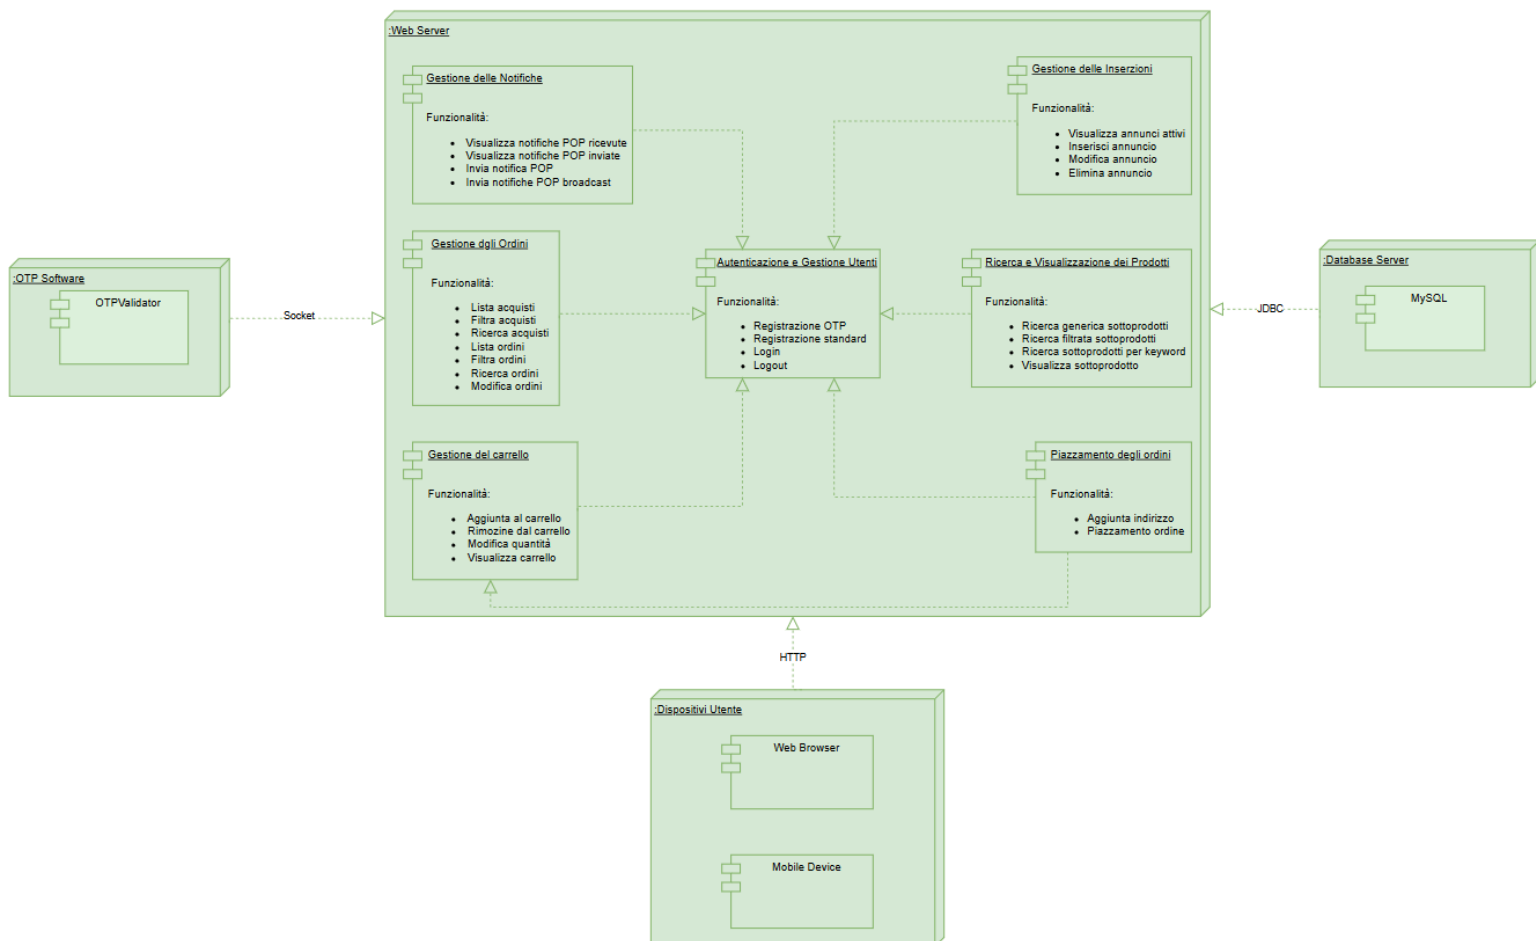 :Web Server
Gestione delle Notifiche
Funzionalità:
Visualizza notifiche POP ricevute
Visualizza notifiche POP inviate
Invia notifica POP
Invia notifiche POP broadcast
Gestione delle Inserzioni
Funzionalità:
Visualizza annunci attivi
Inserisci annuncio
Modifica annuncio
Elimina annuncio
:OTP Software
OTPValidator
Socket
Gestione dgli Ordini
Funzionalità:
Lista acquisti
Filtra acquisti
Ricerca acquisti
Lista ordini
Filtra ordini
Ricerca ordini
Modifica ordini
Autenticazione e Gestione Utenti
Funzionalità:
Registrazione OTP
Registrazione standard
Login
Logout
Ricerca e Visualizzazione dei Prodotti
Funzionalità:
Ricerca generica sottoprodotti
Ricerca filtrata sottoprodotti
Ricerca sottoprodotti per keyword
Visualizza sottoprodotto
JDBC
:Database Server
MySQL
Gestione del carrello
Funzionalità:
Aggiunta al carrello
Rimozine dal carrello
Modifica quantità
Visualizza carrello
Piazzamento degli ordini
Funzionalità:
Aggiunta indirizzo
Piazzamento ordine
HTTP
:Dispositivi Utente
Web Browser
Mobile Device